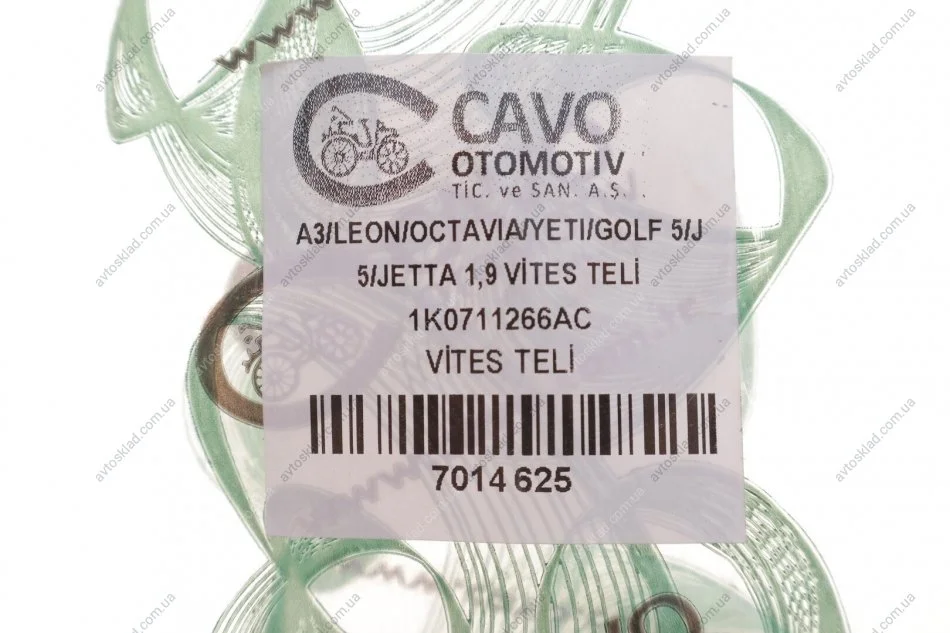 www
CAVO
OTOMOTIV
TİC. ve SAN. A.Ş.
A3/LEON/OCTAVIA/YETI/GOLF 5/J
5/JETTA 1,9 VİTES TELİ
1K0711266AC
VİTES TELİ
7014 625
avtosklad.com.ua